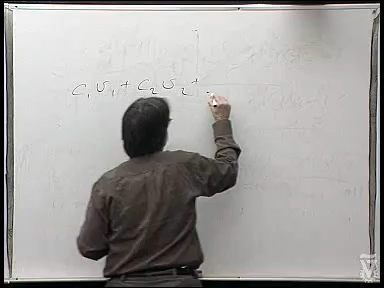 c₁v₁ + c₂v₂ +